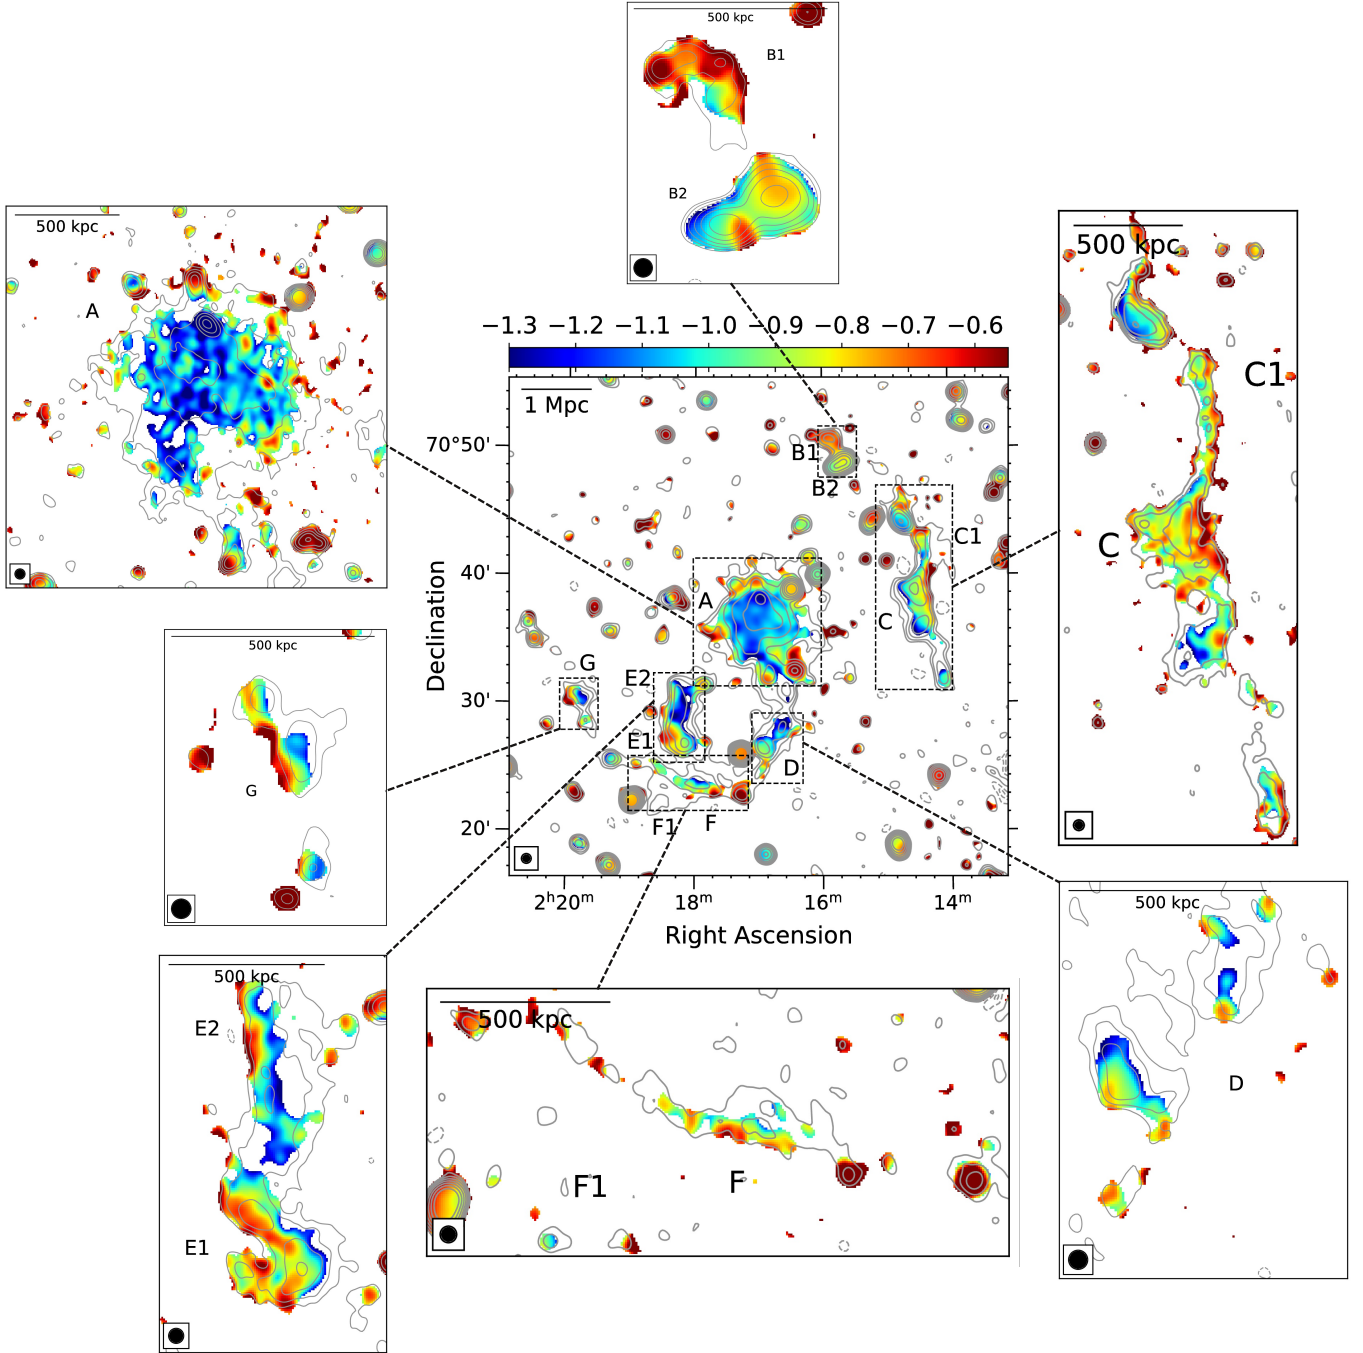 500 kpc
B1
B2
500 kpc
A
500 kpc
C1
C
−1.3 −1.2 −1.1 −1.0 −0.9 −0.8 −0.7 −0.6
1 Mpc
70°50'
40'
30'
20'
Declination
B1
B2
C1
A
C
G
E2
E1
D
F1
F
2ʰ20ᵐ 18ᵐ 16ᵐ 14ᵐ
Right Ascension
500 kpc
G
500 kpc
E2
E1
500 kpc
F1
F
500 kpc
D